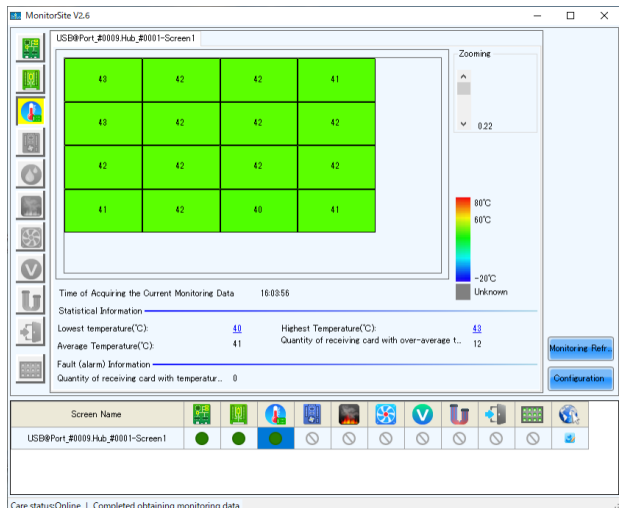 MonitorSite V2.6
USB@Port_#0009.Hub_#0001-Screen1
Zooming
43 42 42 41
43 42 42 42
42 42 42 42
41 42 40 41
0.22
80℃
60℃
-20℃
Unknown
Time of Acquiring the Current Monitoring Data 16:03:56
Statistical Information
Lowest temperature(℃): 40 Highest Temperature(℃): 43
Average Temperature(℃): 41 Quantity of receiving card with over-average t... 12
Fault (alarm) Information
Quantity of receiving card with temperatur... 0
Monitoring Refr...
Configuration
Screen Name
USB@Port_#0009.Hub_#0001-Screen1
Care status:Online | Completed obtaining monitoring data